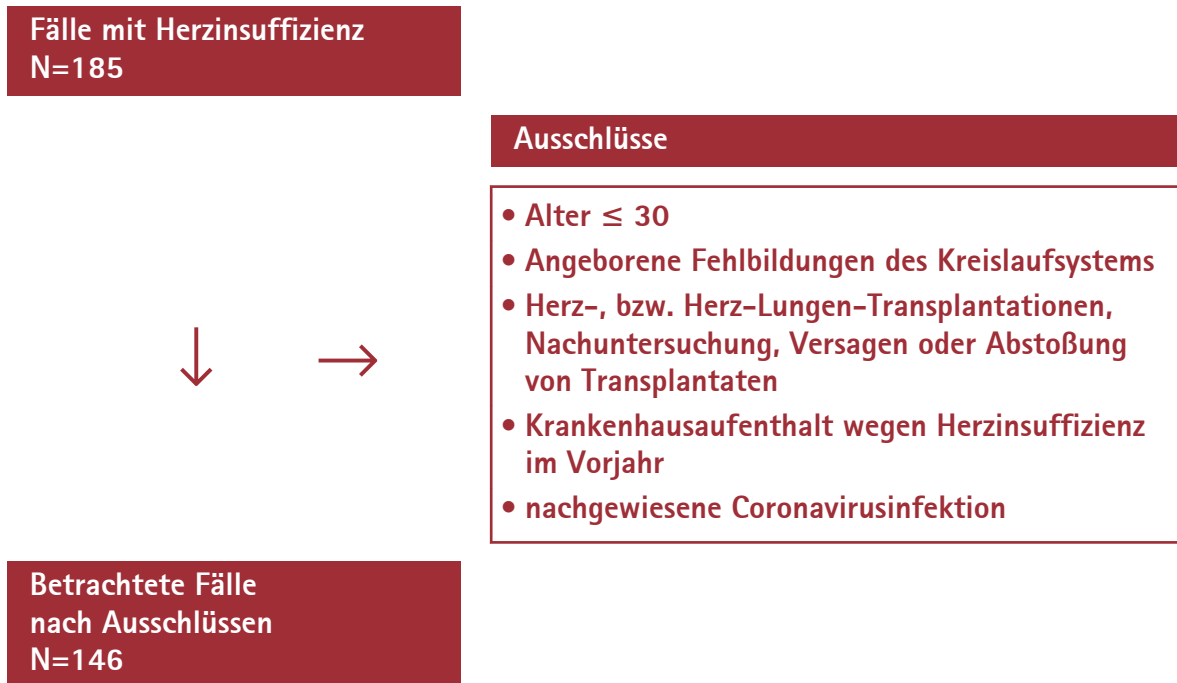 Fälle mit Herzinsuffizienz
N=185
Ausschlüsse
• Alter ≤ 30
• Angeborene Fehlbildungen des Kreislaufsystems
• Herz-, bzw. Herz-Lungen-Transplantationen,
Nachuntersuchung, Versagen oder Abstoßung
von Transplantaten
• Krankenhausaufenthalt wegen Herzinsuffizienz
im Vorjahr
• nachgewiesene Coronavirusinfektion
Betrachtete Fälle
nach Ausschlüssen
N=146